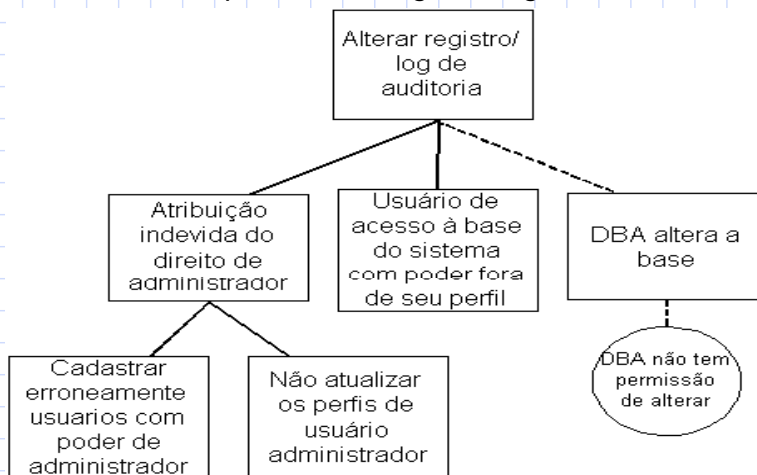 Alterar registro/
log de
auditoria
Atribuição
indevida do
direito de
administrador
Usuário de
acesso à base
do sistema
com poder fora
de seu perfil
DBA altera a
base
Cadastrar
erroneamente
usuarios com
poder de
administrador
Não atualizar
os perfis de
usuário
administrador
DBA não tem
permissão
de alterar